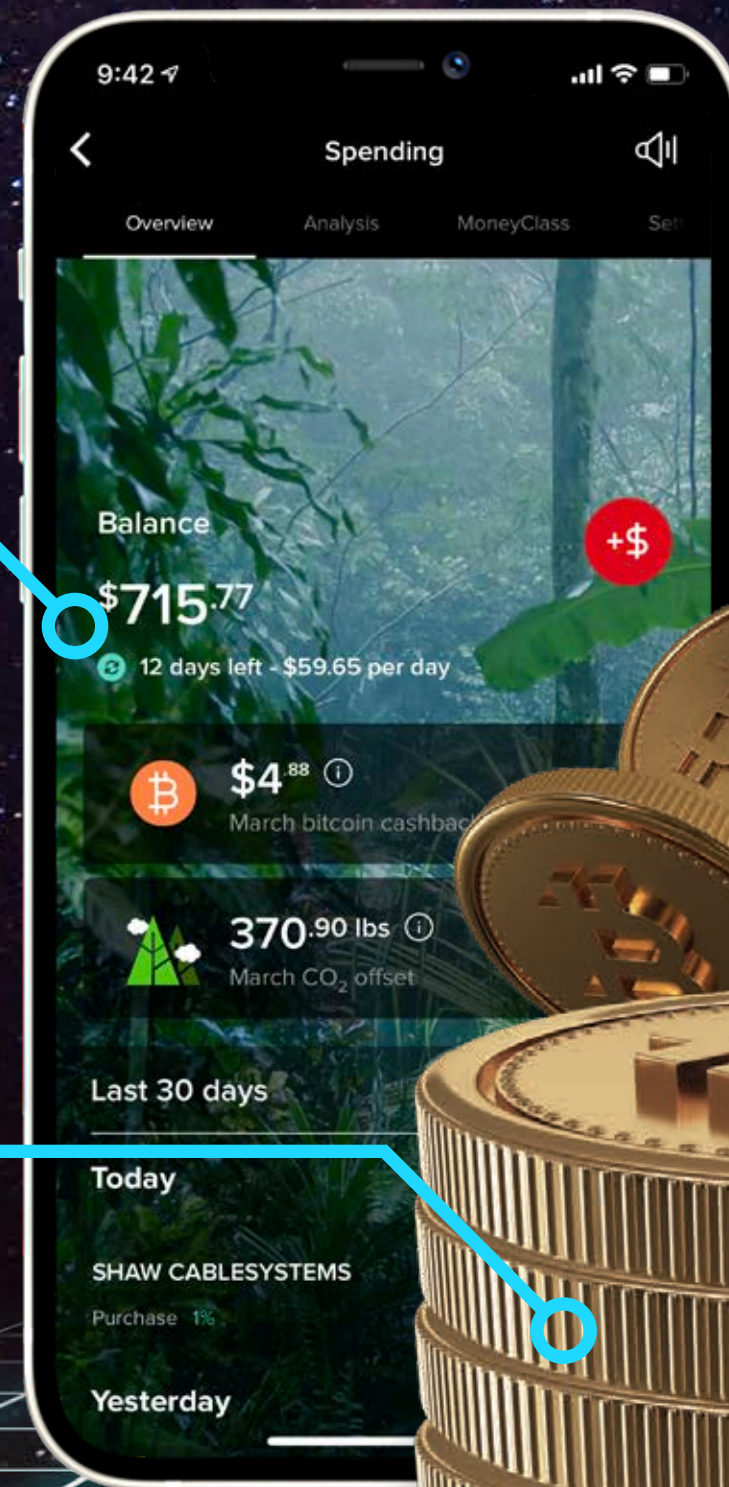 9:42
Spending
Overview Analysis MoneyClass
Balance
+$
$715.77
12 days left - $59.65 per day
$4.88
March bitcoin cashback
370.90 lbs
March CO₂ offset
Last 30 days
Today
SHAW CABLESYSTEMS
Purchase 1%
Yesterday